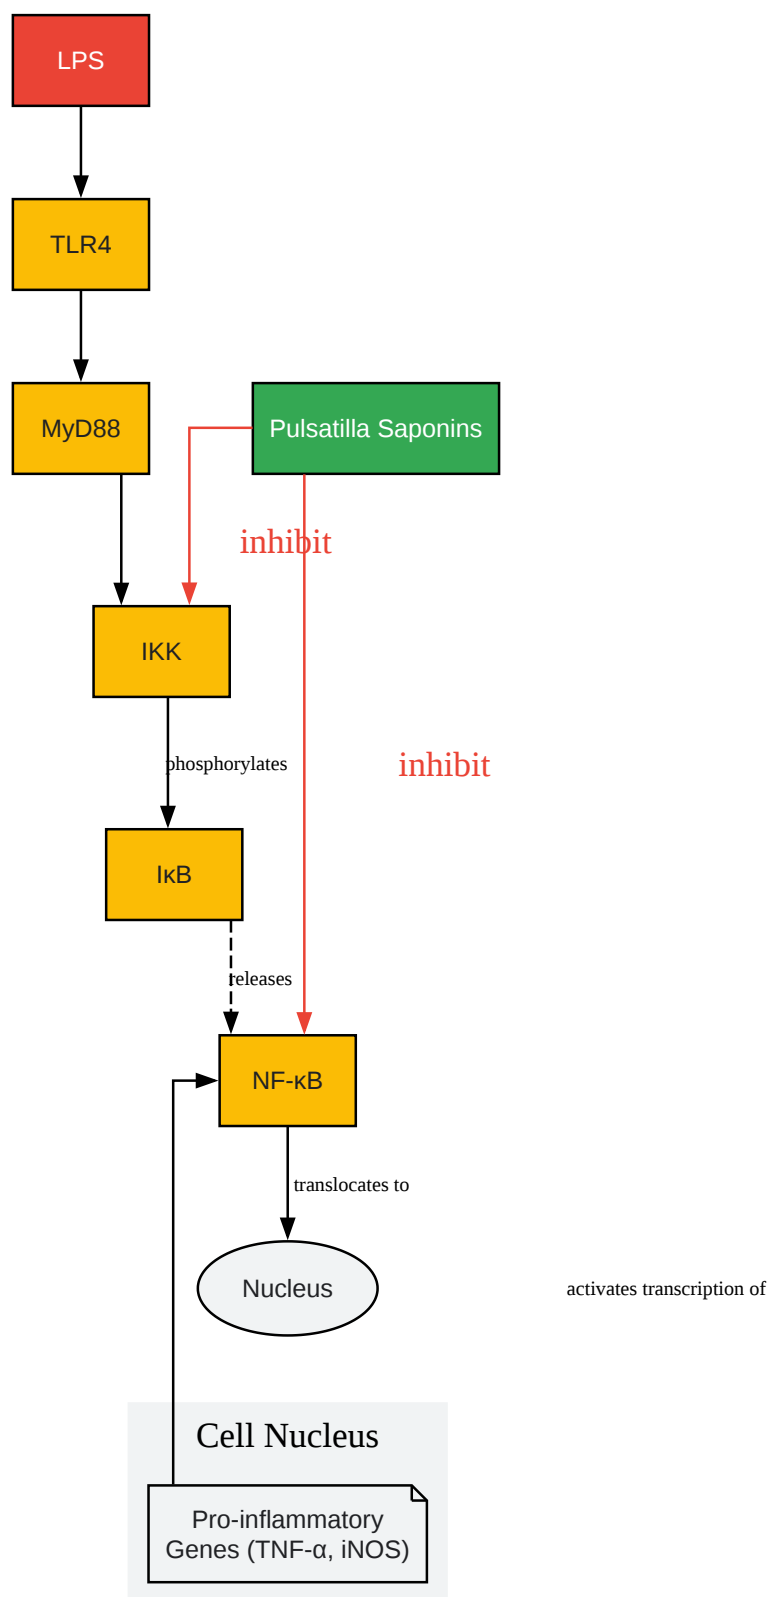 LPS
TLR4
MyD88
Pulsatilla Saponins
inhibit
IKK
phosphorylates
inhibit
IκB
releases
NF-κB
translocates to
Nucleus
activates transcription of
Cell Nucleus
Pro-inflammatory
Genes (TNF-α, iNOS)